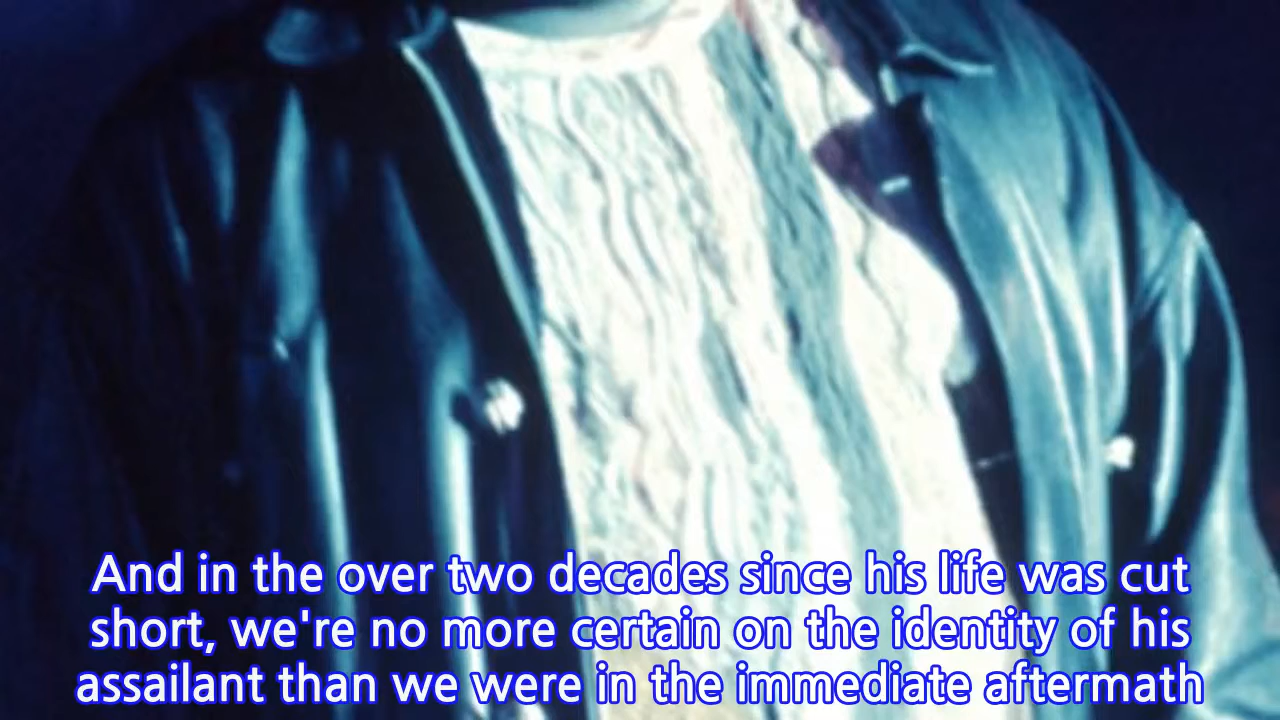 And in the over two decades since his life was cut
short, we're no more certain on the identity of his
assailant than we were in the immediate aftermath